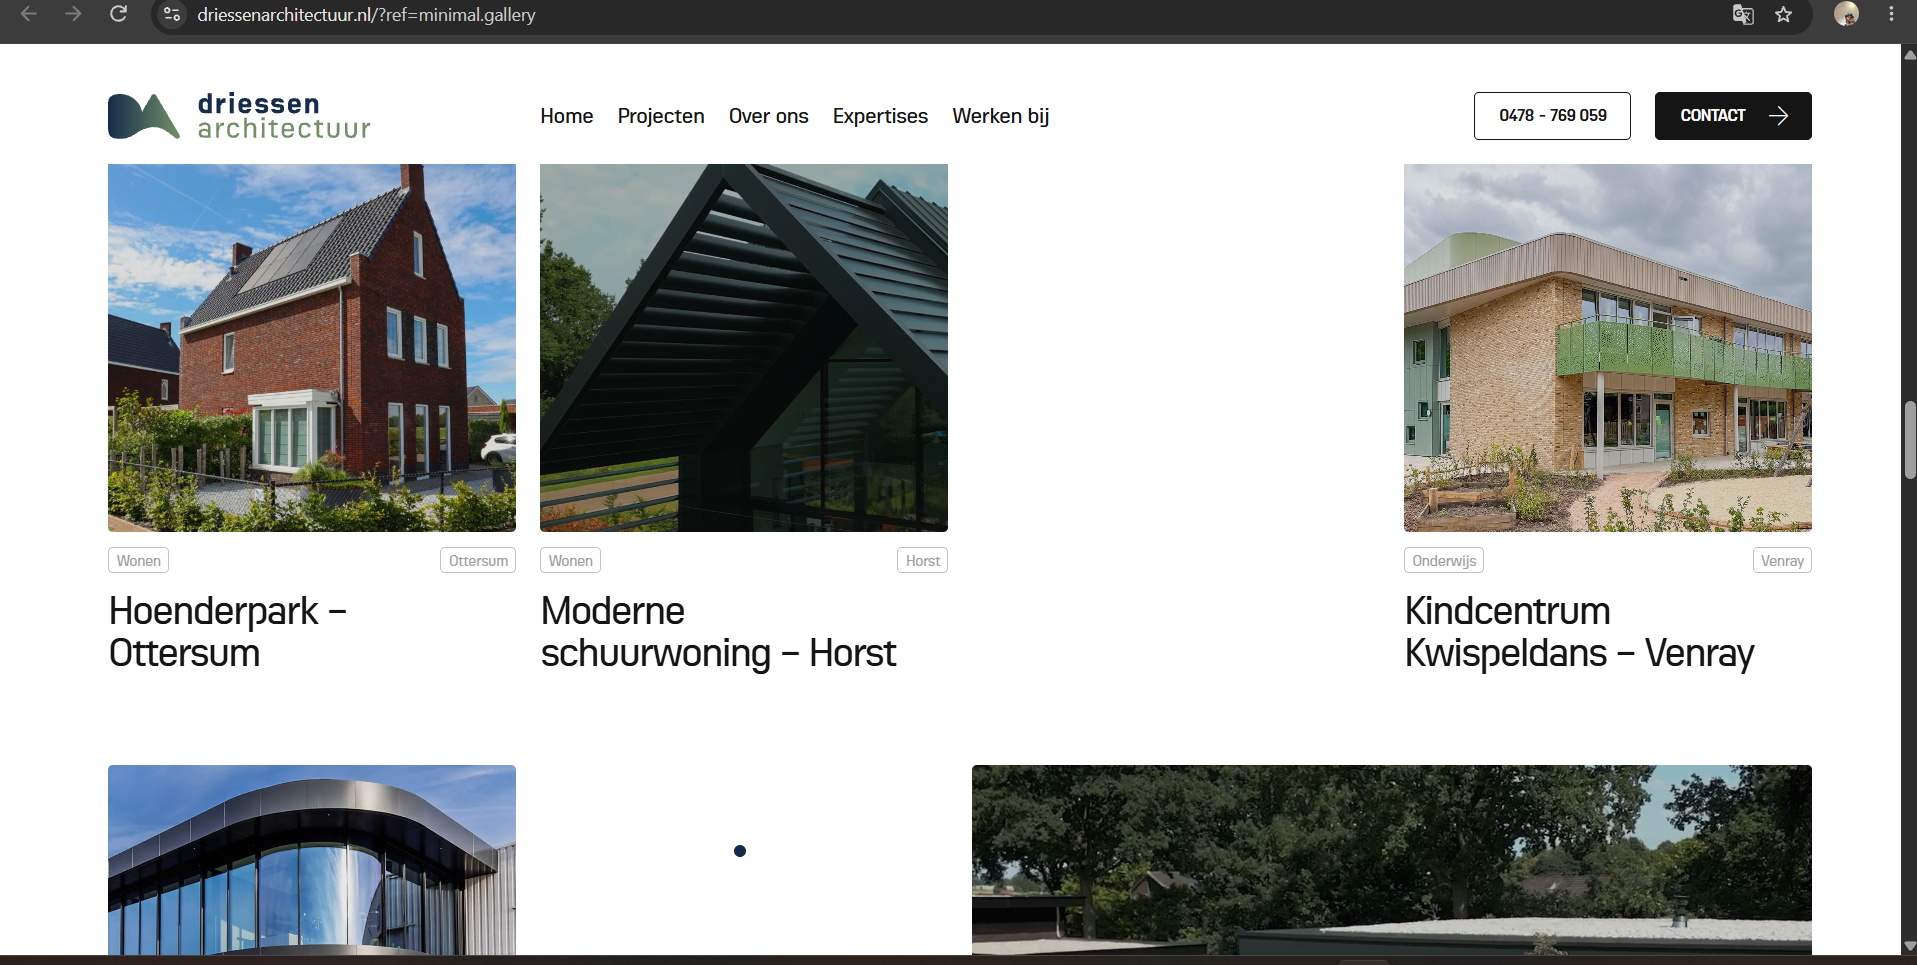 driessenarchitectuur.nl/?ref=minimal.gallery
driessen
architectuur
Home
Projecten
Over ons
Expertises
Werken bij
0478 - 769 059
CONTACT
Wonen
Ottersum
Hoenderpark –
Ottersum
Wonen
Horst
Moderne
schuurwoning – Horst
Onderwijs
Venray
Kindcentrum
Kwispeldans – Venray